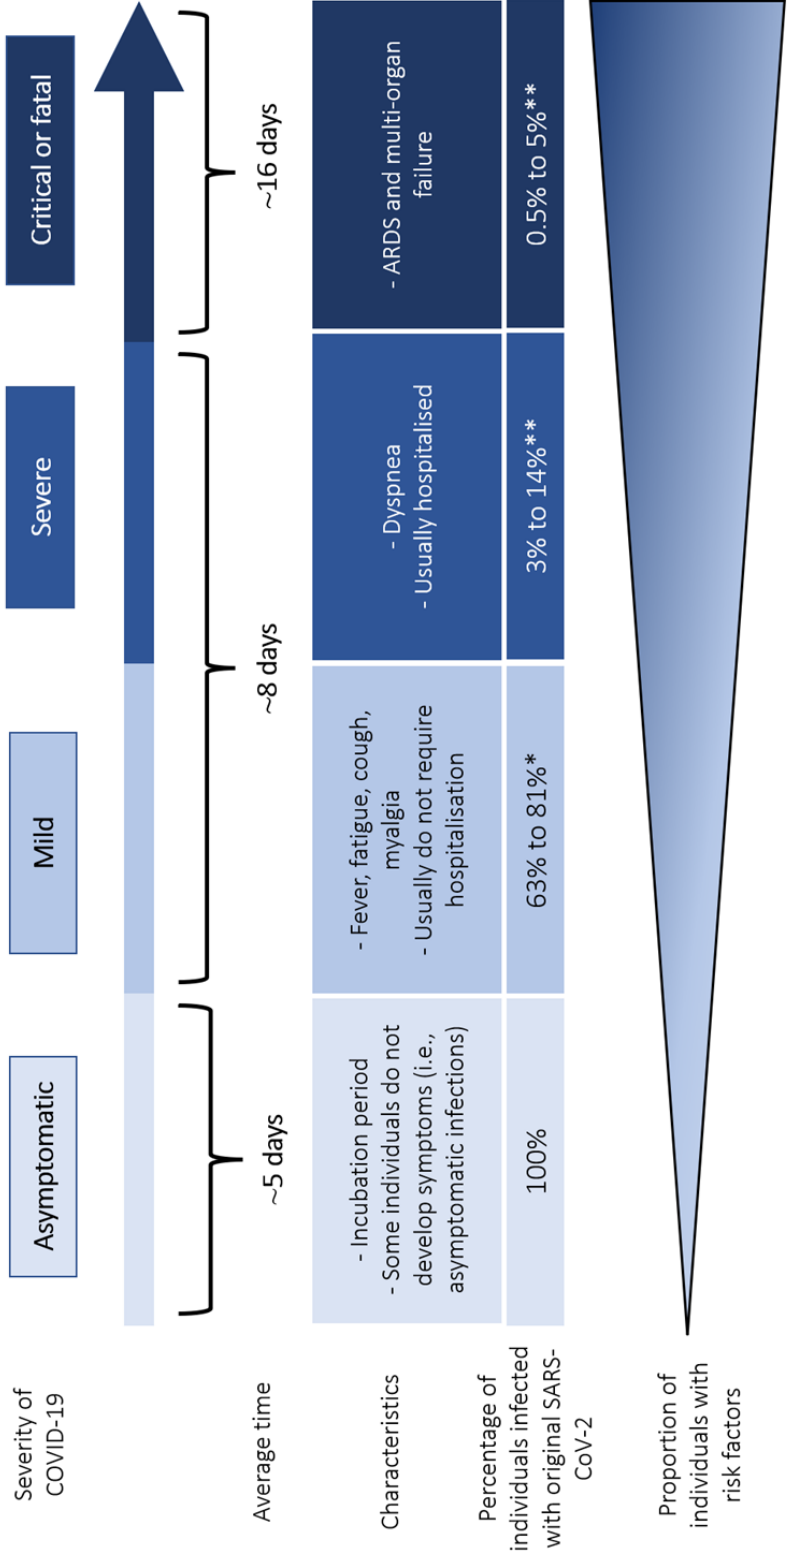 Severity of
COVID-19
Asymptomatic
Mild
Severe
Critical or fatal
Average time
~5 days
~8 days
~16 days
Characteristics
- Incubation period
- Some individuals do not
develop symptoms (i.e.,
asymptomatic infections)
- Fever, fatigue, cough,
myalgia
- Usually do not require
hospitalisation
- Dyspnea
- Usually hospitalised
- ARDS and multi-organ
failure
Percentage of
individuals infected
with original SARS-
CoV-2
100%
63% to 81%*
3% to 14%**
0.5% to 5%**
Proportion of
individuals with
risk factors